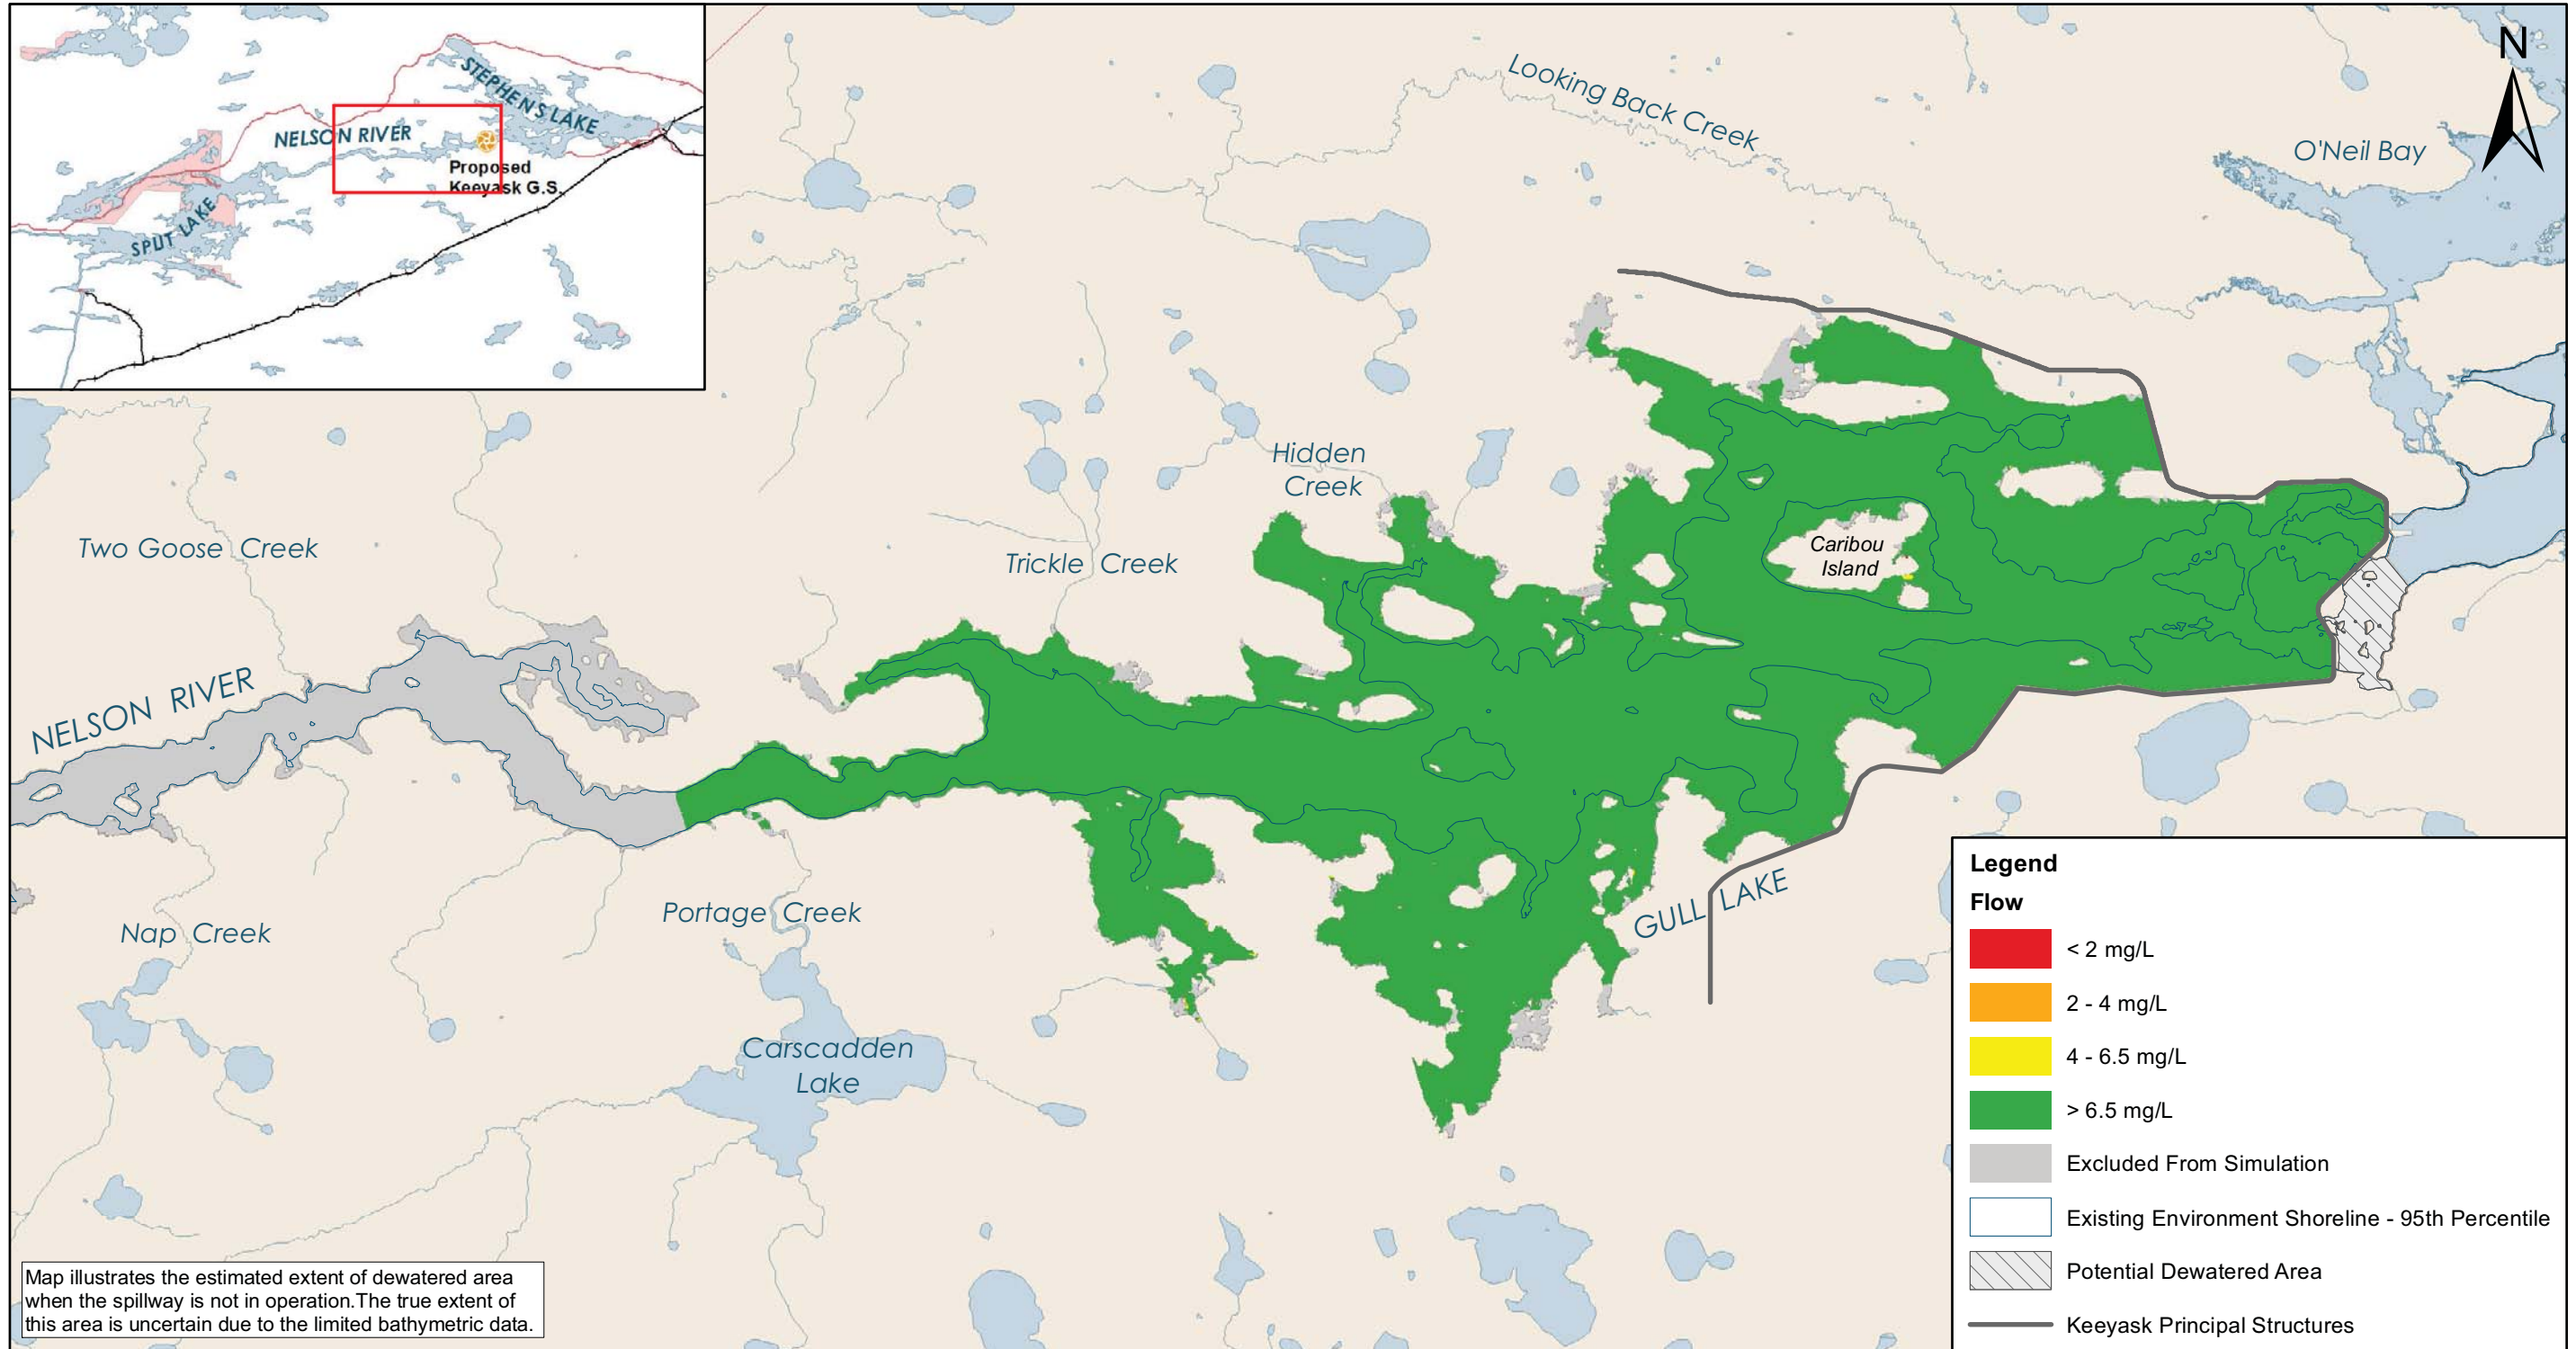 STEPHENS LAKE
NELSON RIVER
Proposed
Keeyask G.S.
SPLIT LAKE
N
Looking Back Creek
O'Neil Bay
Hidden
Creek
Two Goose Creek
Trickle Creek
Caribou
Island
NELSON RIVER
Portage Creek
Nap Creek
GULL LAKE
Carscadden
Lake
Legend
Flow
< 2 mg/L
2 - 4 mg/L
4 - 6.5 mg/L
> 6.5 mg/L
Excluded From Simulation
Existing Environment Shoreline - 95th Percentile
Potential Dewatered Area
Keeyask Principal Structures
Map illustrates the estimated extent of dewatered area
when the spillway is not in operation.The true extent of
this area is uncertain due to the limited bathymetric data.